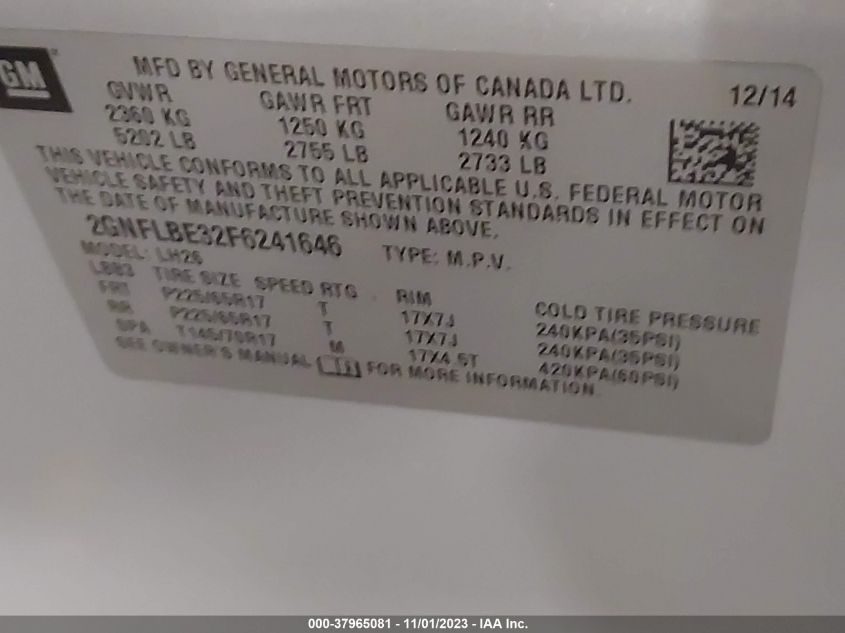 GM
MFD BY GENERAL MOTORS OF CANADA LTD. 12/14
GVWR GAWR FRT GAWR RR
2360 KG 1250 KG 1240 KG
5202 LB 2755 LB 2733 LB
THIS VEHICLE CONFORMS TO ALL APPLICABLE U.S. FEDERAL MOTOR
VEHICLE SAFETY AND THEFT PREVENTION STANDARDS IN EFFECT ON
THE DATE OF MANUFACTURE SHOWN ABOVE.
2GNFLBE32F6241646 TYPE: M.P.V.
MODEL: LH26
TIRE SIZE SPEED RTG RIM COLD TIRE PRESSURE
FRT P225/65R17 T 17X7J 240KPA(35PSI)
RR P225/65R17 T 17X7J 240KPA(35PSI)
SPA T145/70R17 M 17X4.5T 420KPA(60PSI)
SEE OWNER'S MANUAL FOR MORE INFORMATION.
000-37965081 - 11/01/2023 - IAA Inc.